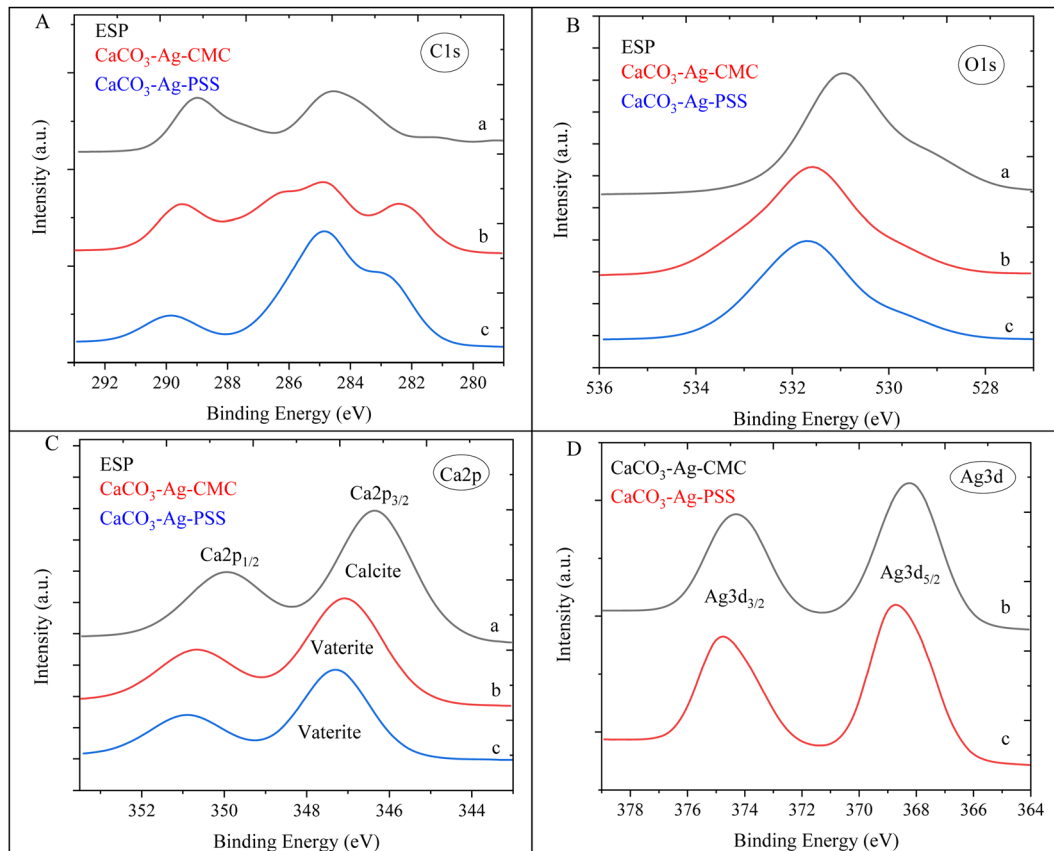 A
ESP
CaCO₃-Ag-CMC
CaCO₃-Ag-PSS
C1s
a
b
c
Intensity (a.u.)
292 290 288 286 284 282 280
Binding Energy (eV)
B
ESP
CaCO₃-Ag-CMC
CaCO₃-Ag-PSS
O1s
a
b
c
Intensity (a.u.)
536 534 532 530 528
Binding Energy (eV)
C
ESP
CaCO₃-Ag-CMC
CaCO₃-Ag-PSS
Ca2p
Ca2p₃/₂
Ca2p₁/₂
Calcite
a
Vaterite
b
Vaterite
c
Intensity (a.u.)
352 350 348 346 344
Binding Energy (eV)
D
CaCO₃-Ag-CMC
CaCO₃-Ag-PSS
Ag3d
Ag3d₃/₂
Ag3d₅/₂
b
c
Intensity (a.u.)
378 376 374 372 370 368 366 364
Binding Energy (eV)